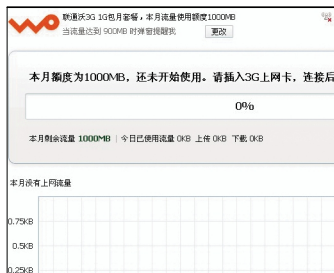 联通沃3G 1G包月套餐，本月流量使用额度1000MB
当流量达到 900MB 时弹窗提醒我 更改
本月额度为1000MB，还未开始使用。请插入3G上网卡，连接后
0%
本月剩余流量 1000MB | 今日已使用流量 0KB 上传 0KB 下载 0KB
本月没有上网流量
0.75KB
0.5KB
0.25KB